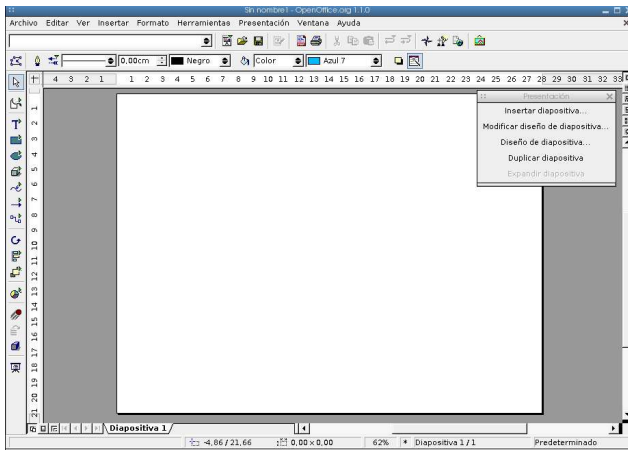 Sin nombre1 - OpenOffice.org 1.1.0
Archivo Editar Ver Insertar Formato Herramientas Presentación Ventana Ayuda
0,00cm Negro Color Azul 7
4 3 2 1 1 2 3 4 5 6 7 8 9 10 11 12 13 14 15 16 17 18 19 20 21 22 23 24 25 26 27 28 29 30 31 32 33
Presentación
Insertar diapositiva...
Modificar diseño de diapositiva...
Diseño de diapositiva...
Duplicar diapositiva
Expandir diapositiva
1 2 3 4 5 6 7 8 9 10 11 12 13 14 15 16 17 18 19 20 21
Diapositiva 1
-4,86 / 21,66 0,00 x 0,00 62% * Diapositiva 1 / 1 Predeterminado